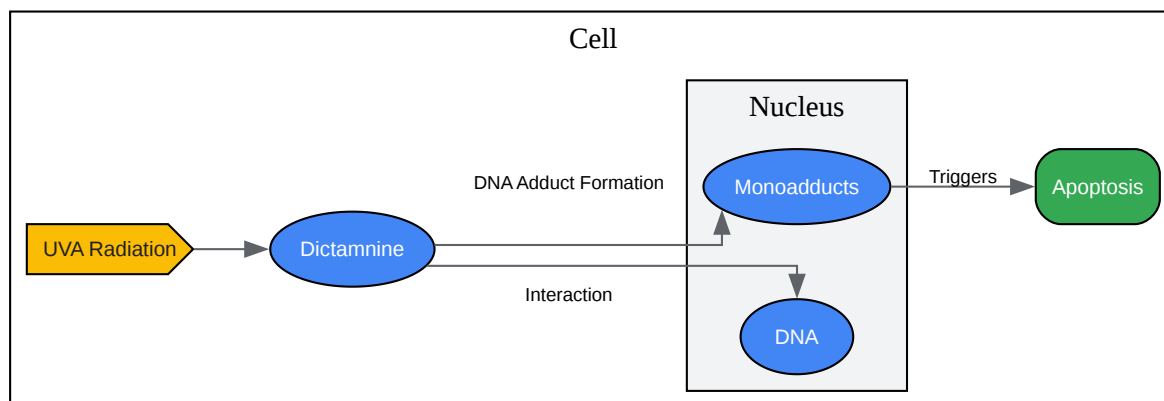 Cell
Nucleus
DNA Adduct Formation
Monoadducts
Triggers
Apoptosis
UVA Radiation
Dictamnine
Interaction
DNA